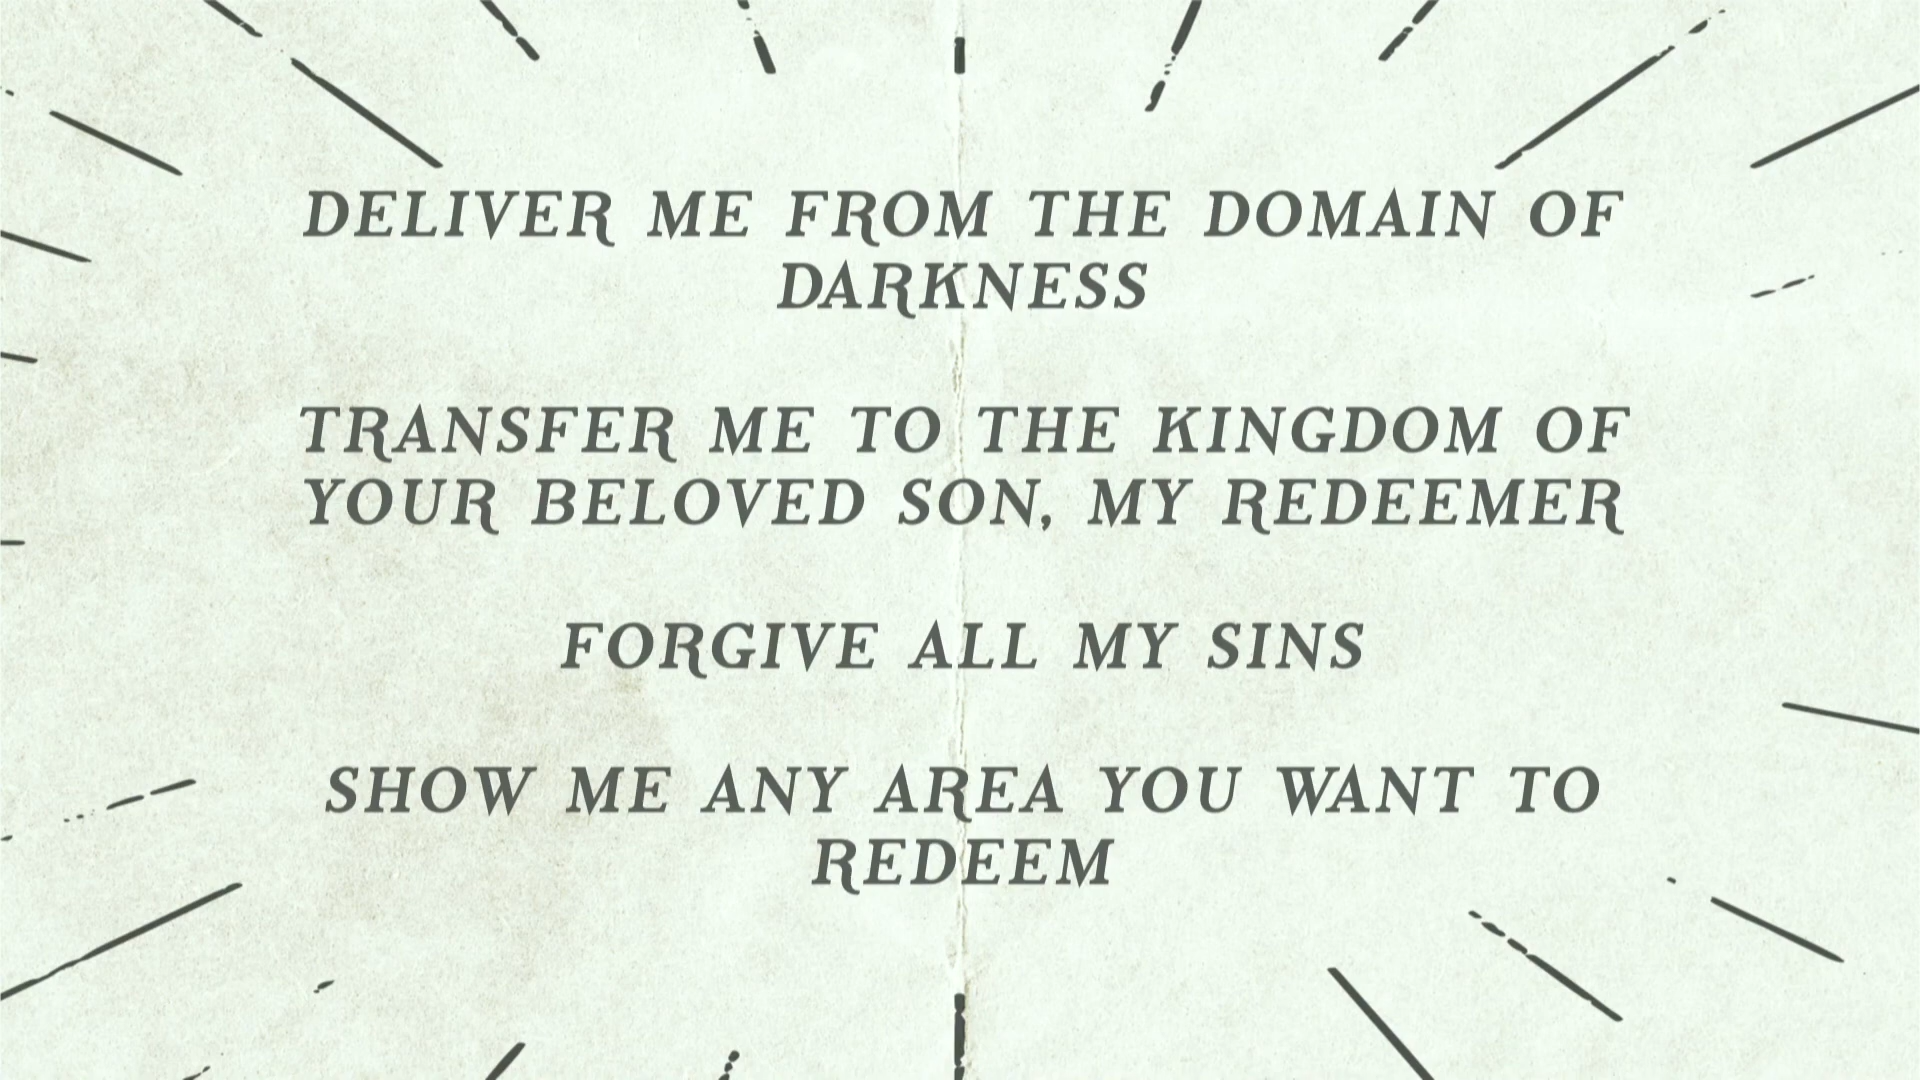 DELIVER ME FROM THE DOMAIN OF
DARKNESS
TRANSFER ME TO THE KINGDOM OF
YOUR BELOVED SON, MY REDEEMER
FORGIVE ALL MY SINS
SHOW ME ANY AREA YOU WANT TO
REDEEM